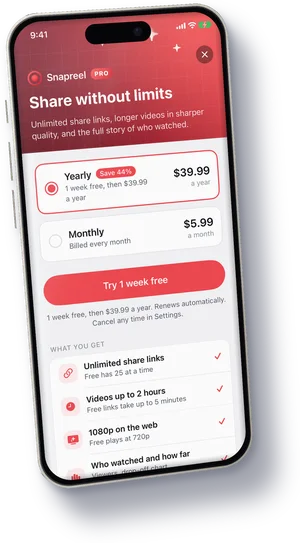 9:41
Snapreel PRO
Share without limits
Unlimited share links, longer videos in sharper
quality, and the full story of who watched.
Yearly Save 44%
$39.99
1 week free, then $39.99
a year
a year
Monthly
$5.99
Billed every month
a month
Try 1 week free
1 week free, then $39.99 a year. Renews automatically.
Cancel any time in Settings.
WHAT YOU GET
Unlimited share links
Free has 25 at a time
Videos up to 2 hours
Free links take up to 5 minutes
1080p on the web
Free plays at 720p
Who watched and how far
Viewers, drop-off chart